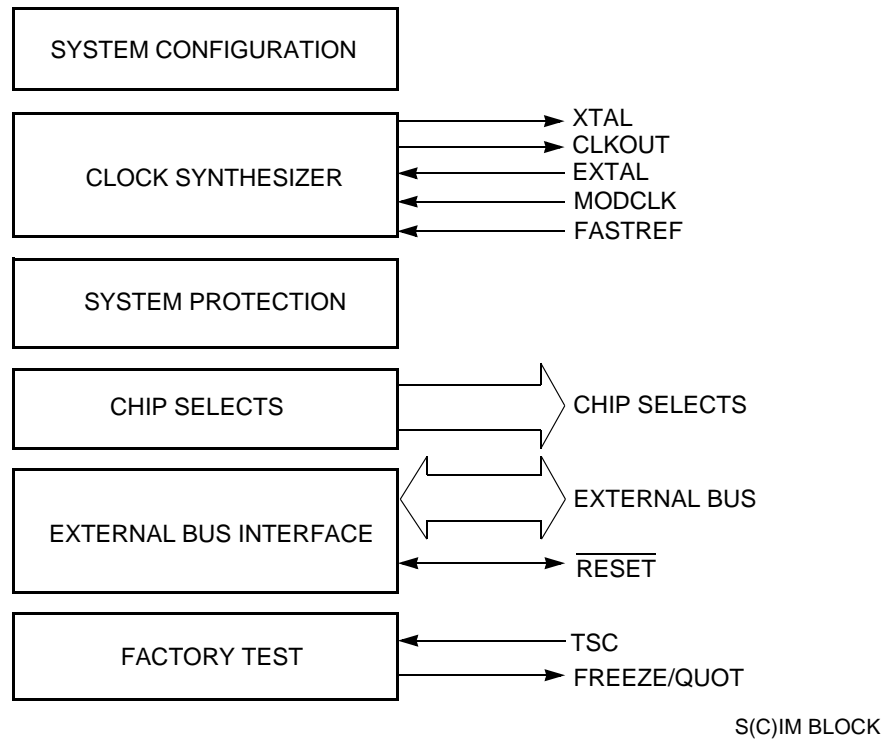 SYSTEM CONFIGURATION
CLOCK SYNTHESIZER
XTAL
CLKOUT
EXTAL
MODCLK
FASTREF
SYSTEM PROTECTION
CHIP SELECTS
CHIP SELECTS
EXTERNAL BUS INTERFACE
EXTERNAL BUS
RESET
FACTORY TEST
TSC
FREEZE/QUOT
S(C)IM BLOCK